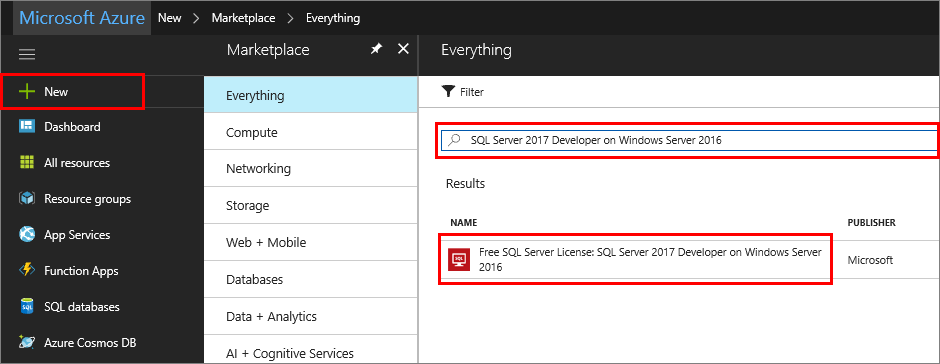 Microsoft Azure New > Marketplace > Everything
New
Dashboard
All resources
Resource groups
App Services
Function Apps
SQL databases
Azure Cosmos DB
Marketplace
Everything
Compute
Networking
Storage
Web + Mobile
Databases
Data + Analytics
AI + Cognitive Services
Everything
Filter
SQL Server 2017 Developer on Windows Server 2016
Results
NAME PUBLISHER
SQL
Free SQL Server License: SQL Server 2017 Developer on Windows Server
2016
Microsoft